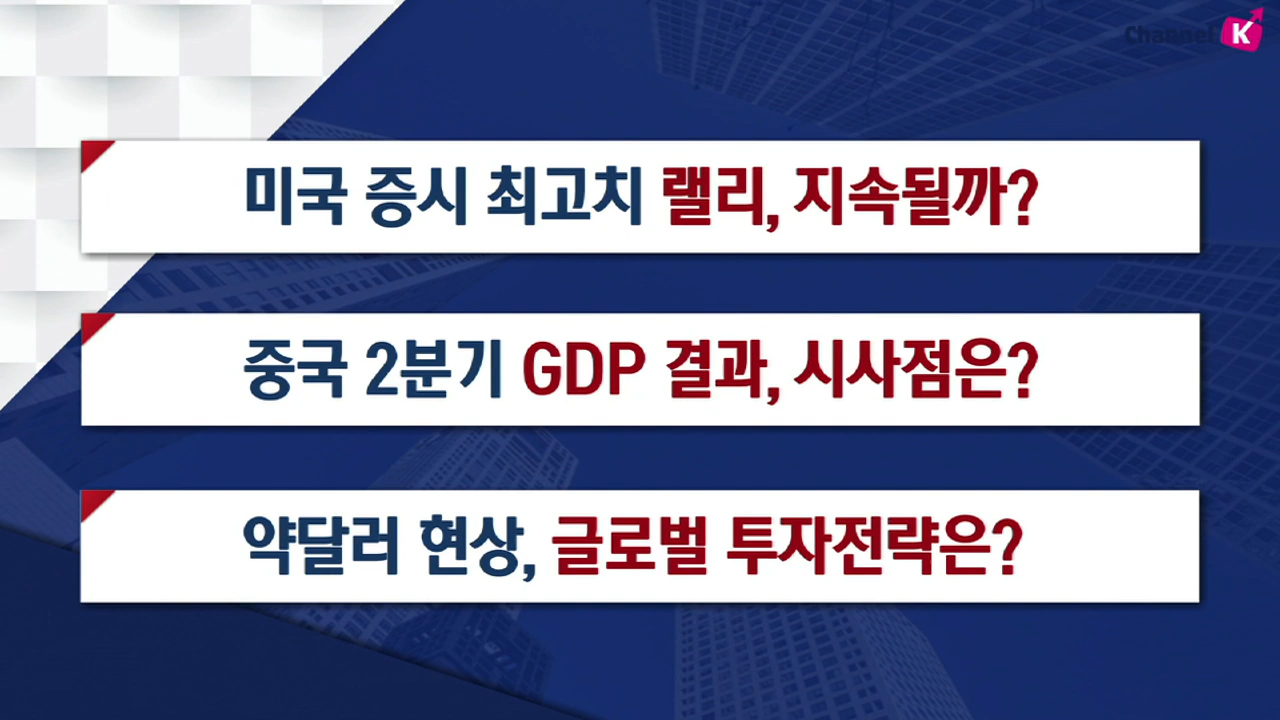 Channel K
미국 증시 최고치 랠리, 지속될까?
중국 2분기 GDP 결과, 시사점은?
약달러 현상, 글로벌 투자전략은?